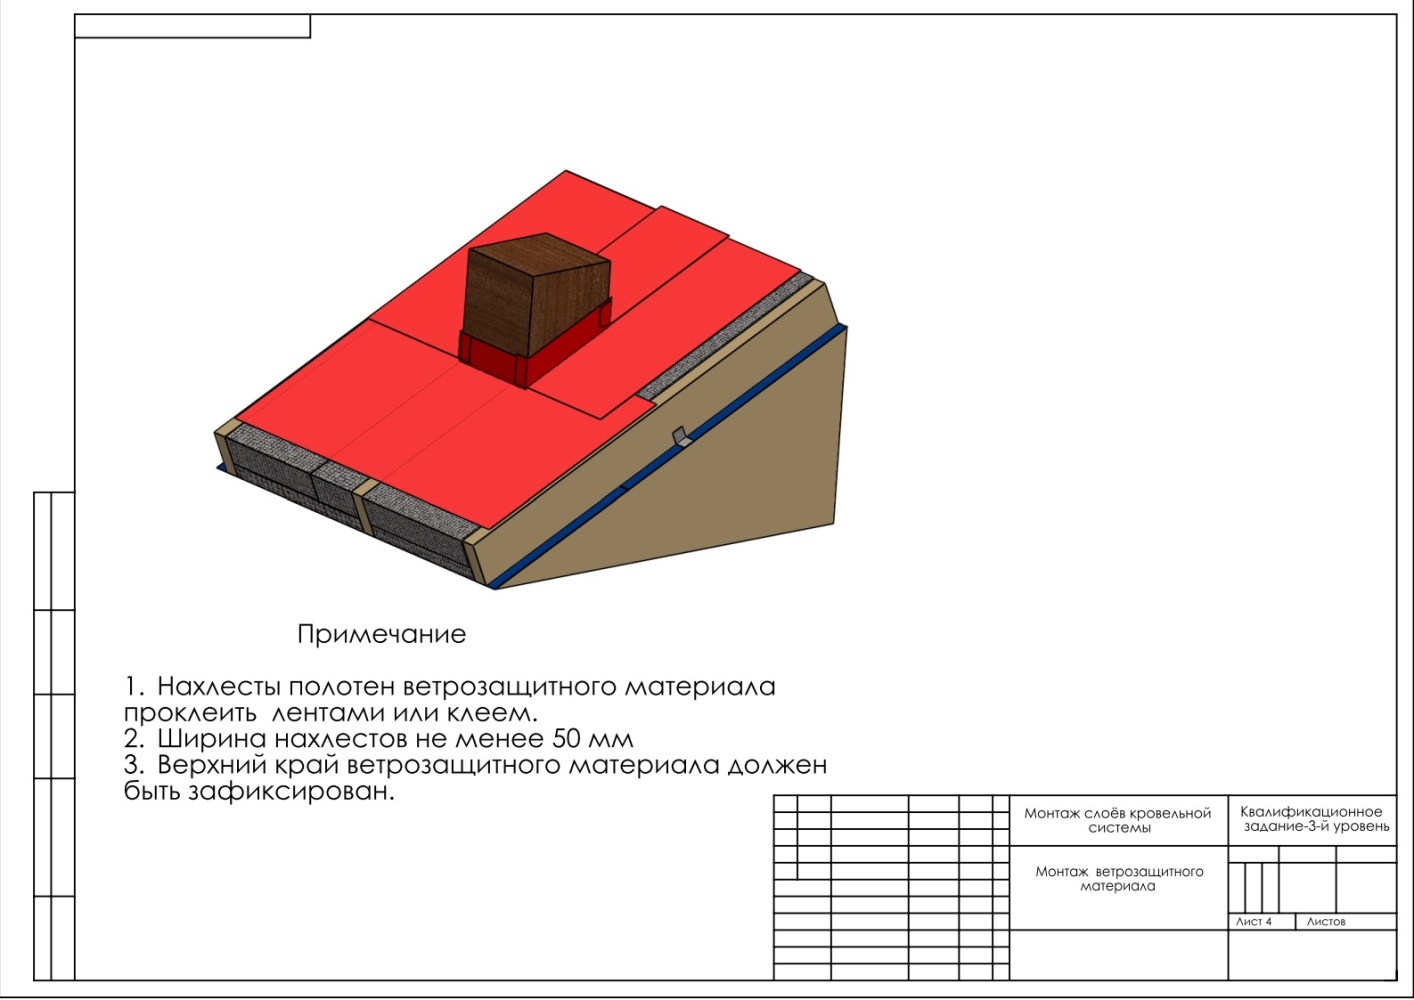 Примечание
1. Нахлесты полотен ветрозащитного материала
проклеить лентами или клеем.
2. Ширина нахлестов не менее 50 мм
3. Верхний край ветрозащитного материала должен
быть зафиксирован.
Монтаж слоёв кровельной
системы
Квалификационное
задание-3-й уровень
Монтаж ветрозащитного
материала
Лист 4
Листов